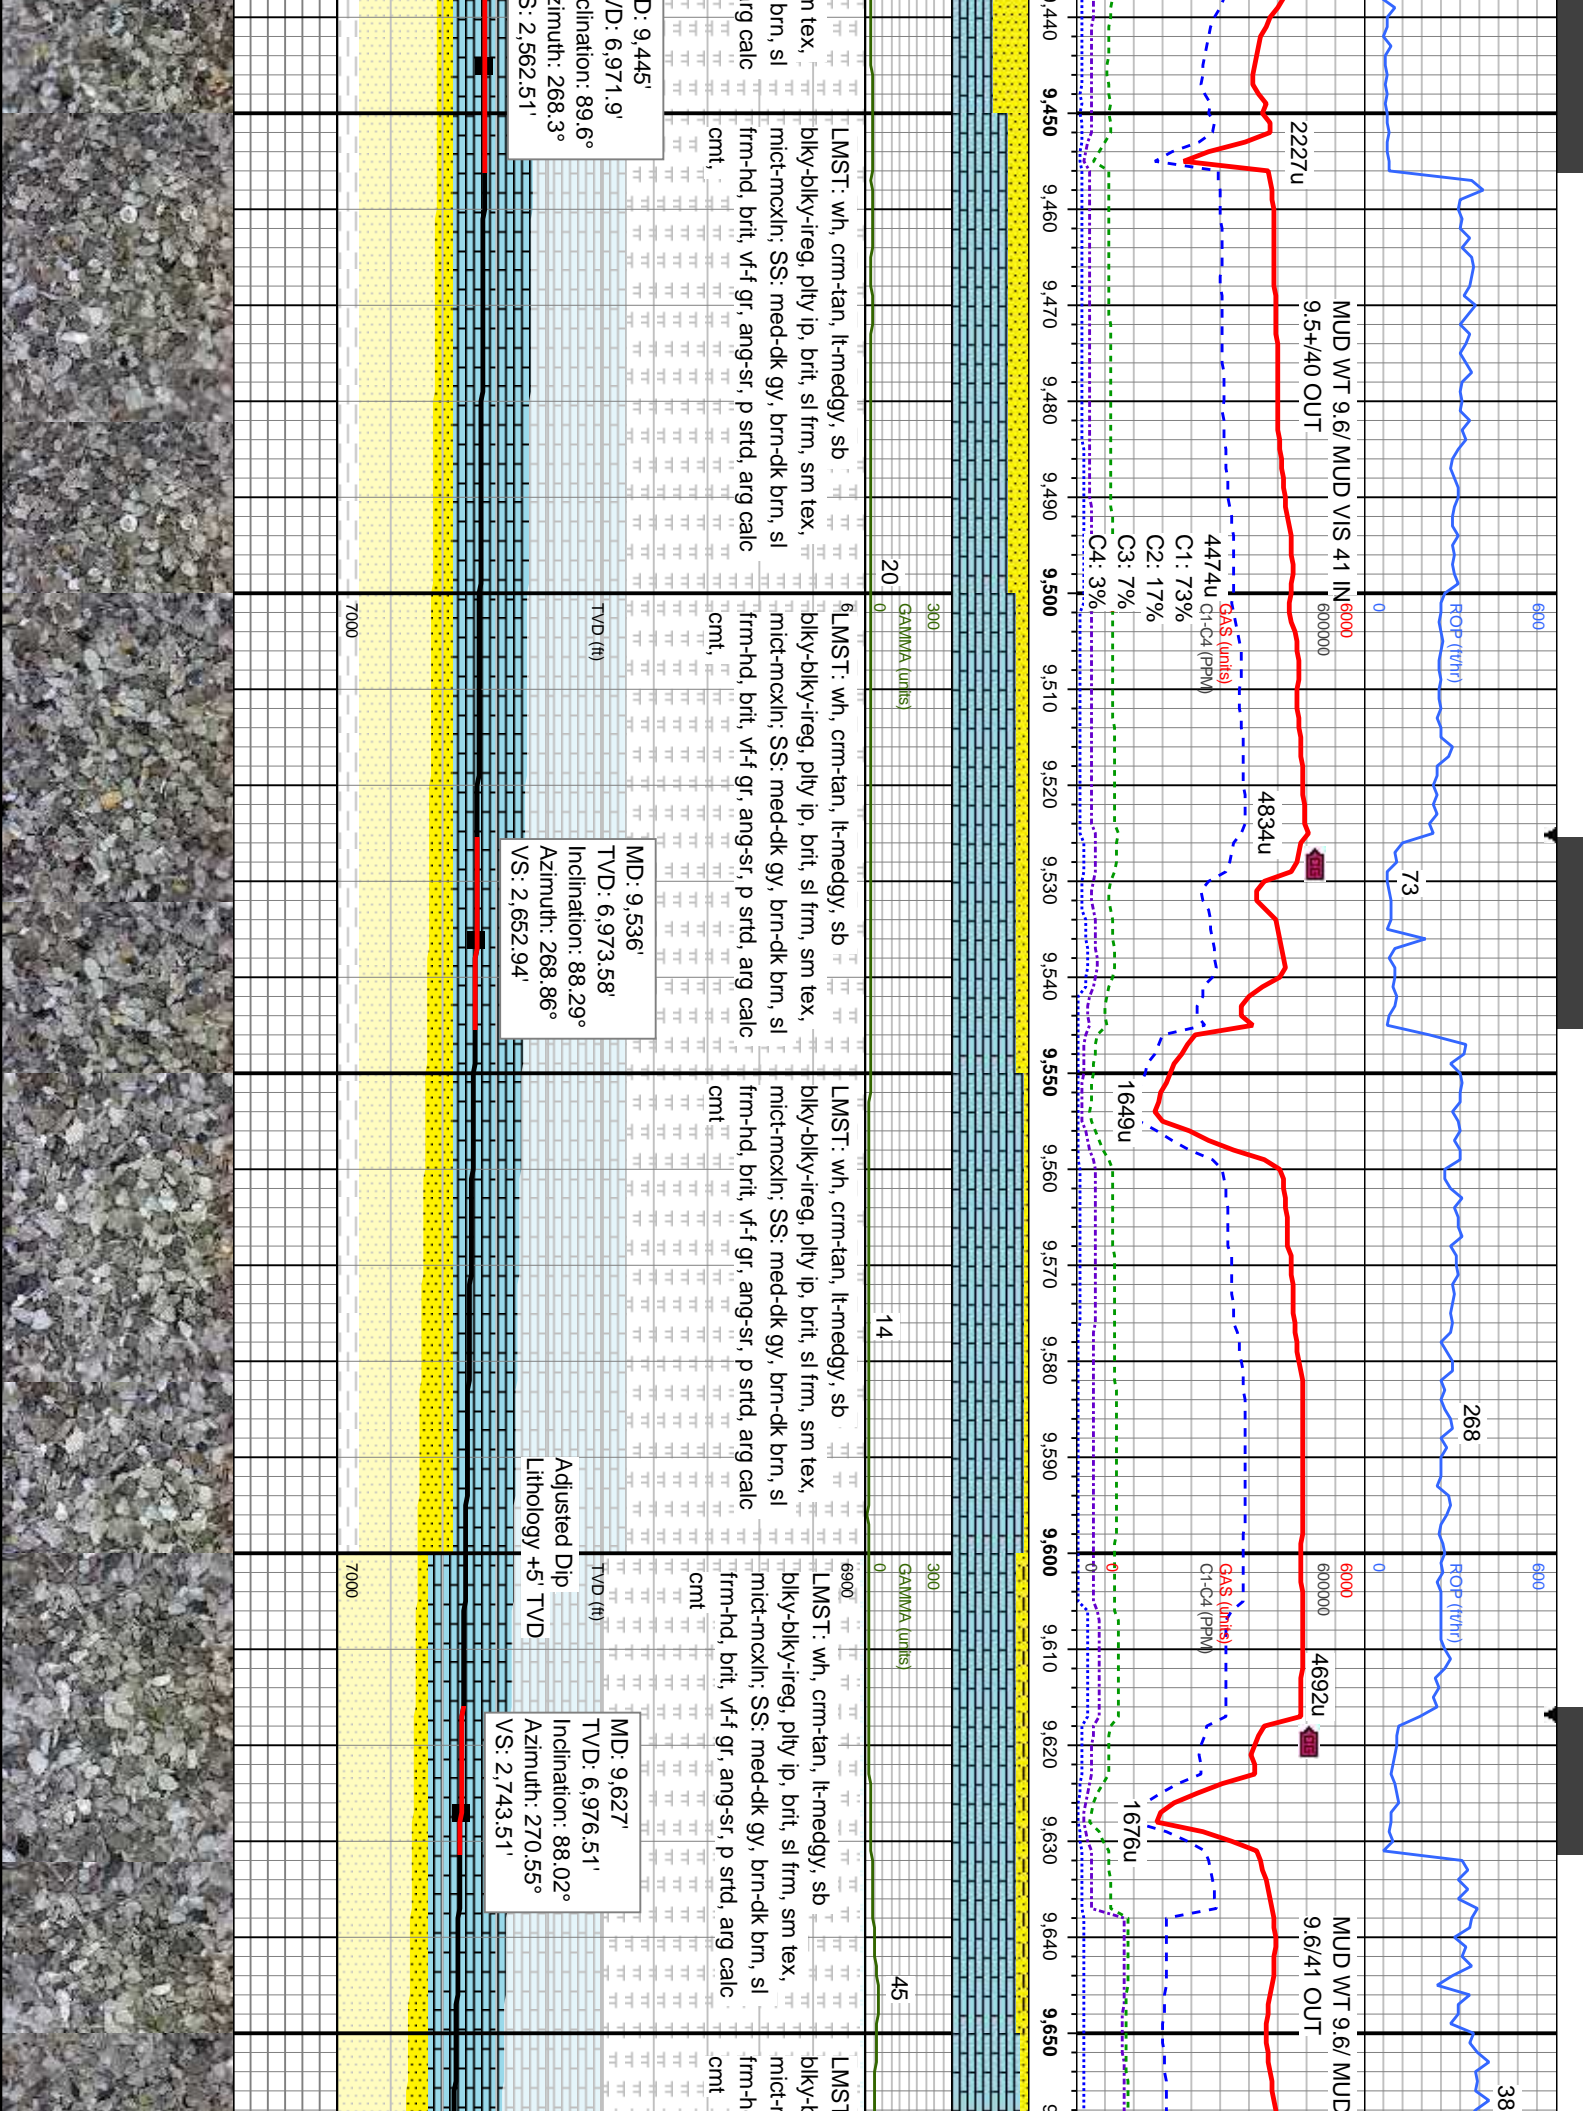 600
ROP (ft/hr)
0
600
ROP (ft/hr)
0
73
268
38
MUD WT 9.6/ MUD VIS 41 IN
9.5+/40 OUT
MUD WT 9.6/ MUD
9.6/41 OUT
6000
600000
GAS (units)
C1-C4 (PPM)
6000
600000
GAS (units)
C1-C4 (PPM)
0
0
2227u
4474u
C1: 73%
C2: 17%
C3: 7%
C4: 3%
4834u
1649u
4692u
1676u
9,440
9,450
9,460
9,470
9,480
9,490
9,500
9,510
9,520
9,530
9,540
9,550
9,560
9,570
9,580
9,590
9,600
9,610
9,620
9,630
9,640
9,650
300
GAMMA (units)
0
300
GAMMA (units)
0
20
14
45
m tex,
brn, sl
arg calc
LMST: wh, crm-tan, lt-medgy, sb
blky-blky-ireg, plty ip, brit, sl frm, sm tex,
mict-mcxln; SS: med-dk gy, brn-dk brn, sl
frm-hd, brit, vf-f gr, ang-sr, p srtd, arg calc
cmt,
LMST: wh, crm-tan, lt-medgy, sb
blky-blky-ireg, plty ip, brit, sl frm, sm tex,
mict-mcxln; SS: med-dk gy, brn-dk brn, sl
frm-hd, brit, vf-f gr, ang-sr, p srtd, arg calc
cmt,
LMST: wh, crm-tan, lt-medgy, sb
blky-blky-ireg, plty ip, brit, sl frm, sm tex,
mict-mcxln; SS: med-dk gy, brn-dk brn, sl
frm-hd, brit, vf-f gr, ang-sr, p srtd, arg calc
cmt
6900
LMST: wh, crm-tan, lt-medgy, sb
blky-blky-ireg, plty ip, brit, sl frm, sm tex,
mict-mcxln; SS: med-dk gy, brn-dk brn, sl
frm-hd, brit, vf-f gr, ang-sr, p srtd, arg calc
cmt
LMST
blky-b
mict-r
frm-h
cmt
D: 9,445'
VD: 6,971.9'
clination: 89.6°
zimuth: 268.3°
S: 2,562.51'
TVD (ft)
7000
MD: 9,536'
TVD: 6,973.58'
Inclination: 88.29°
Azimuth: 268.86°
VS: 2,652.94'
Adjusted Dip
Lithology +5' TVD
TVD (ft)
7000
MD: 9,627'
TVD: 6,976.51'
Inclination: 88.02°
Azimuth: 270.55°
VS: 2,743.51'